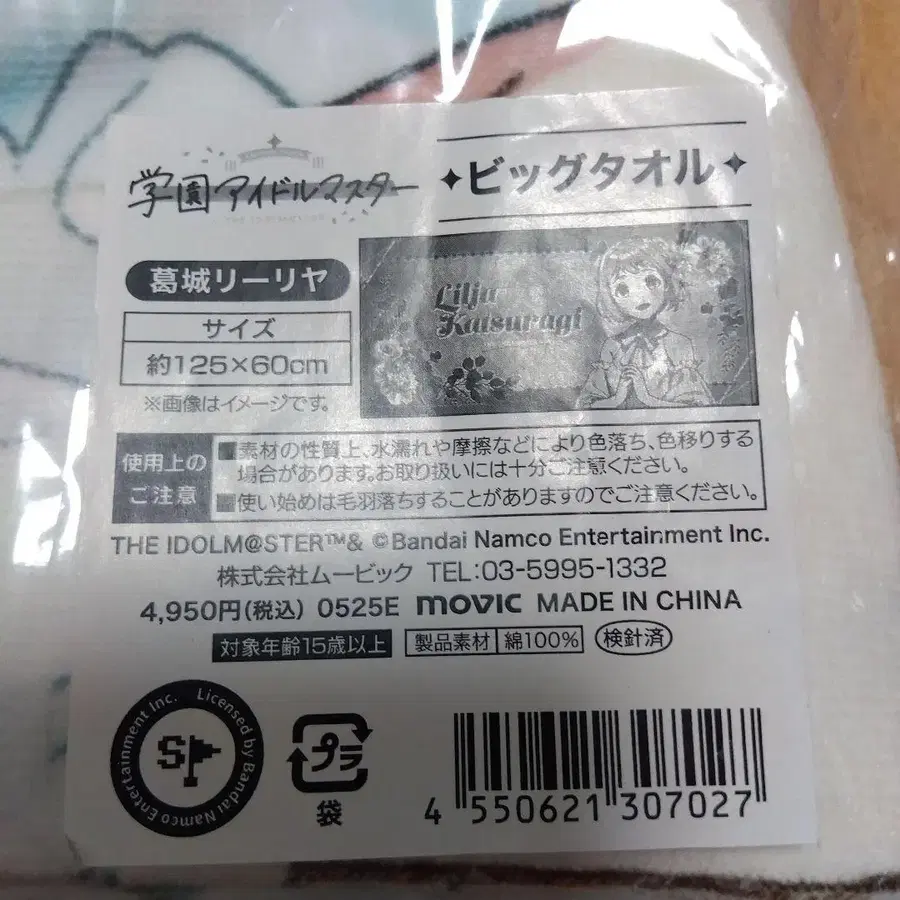 学園アイドルマスター
THE IDOLM@STER
✦ビッグタオル✦
葛城リーリヤ
サイズ
約125×60cm
※画像はイメージです。
Lilja
Katsuragi
使用上の
ご注意
■素材の性質上、水濡れや摩擦などにより色落ち、色移りする
場合があります。お取り扱いには十分ご注意ください。
■使い始めは毛羽落ちすることがありますのでご注意ください。
THE IDOLM@STER™& ©Bandai Namco Entertainment Inc.
株式会社ムービック TEL:03-5995-1332
4,950円(税込) 0525E movic MADE IN CHINA
対象年齢15歳以上 製品素材 綿100% 検針済
Licensed by Bandai Namco Entertainment Inc.
SP
プラ
袋
4 550621 307027